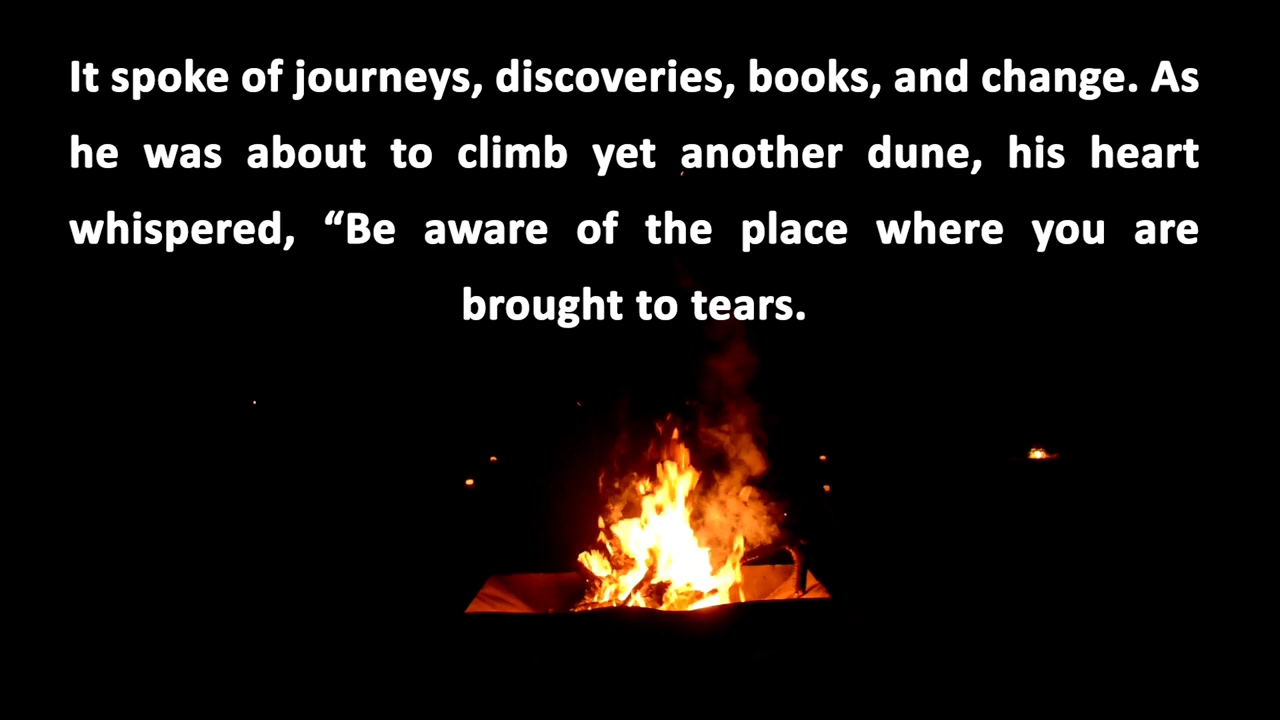 It spoke of journeys, discoveries, books, and change. As
he was about to climb yet another dune, his heart
whispered, “Be aware of the place where you are
brought to tears.